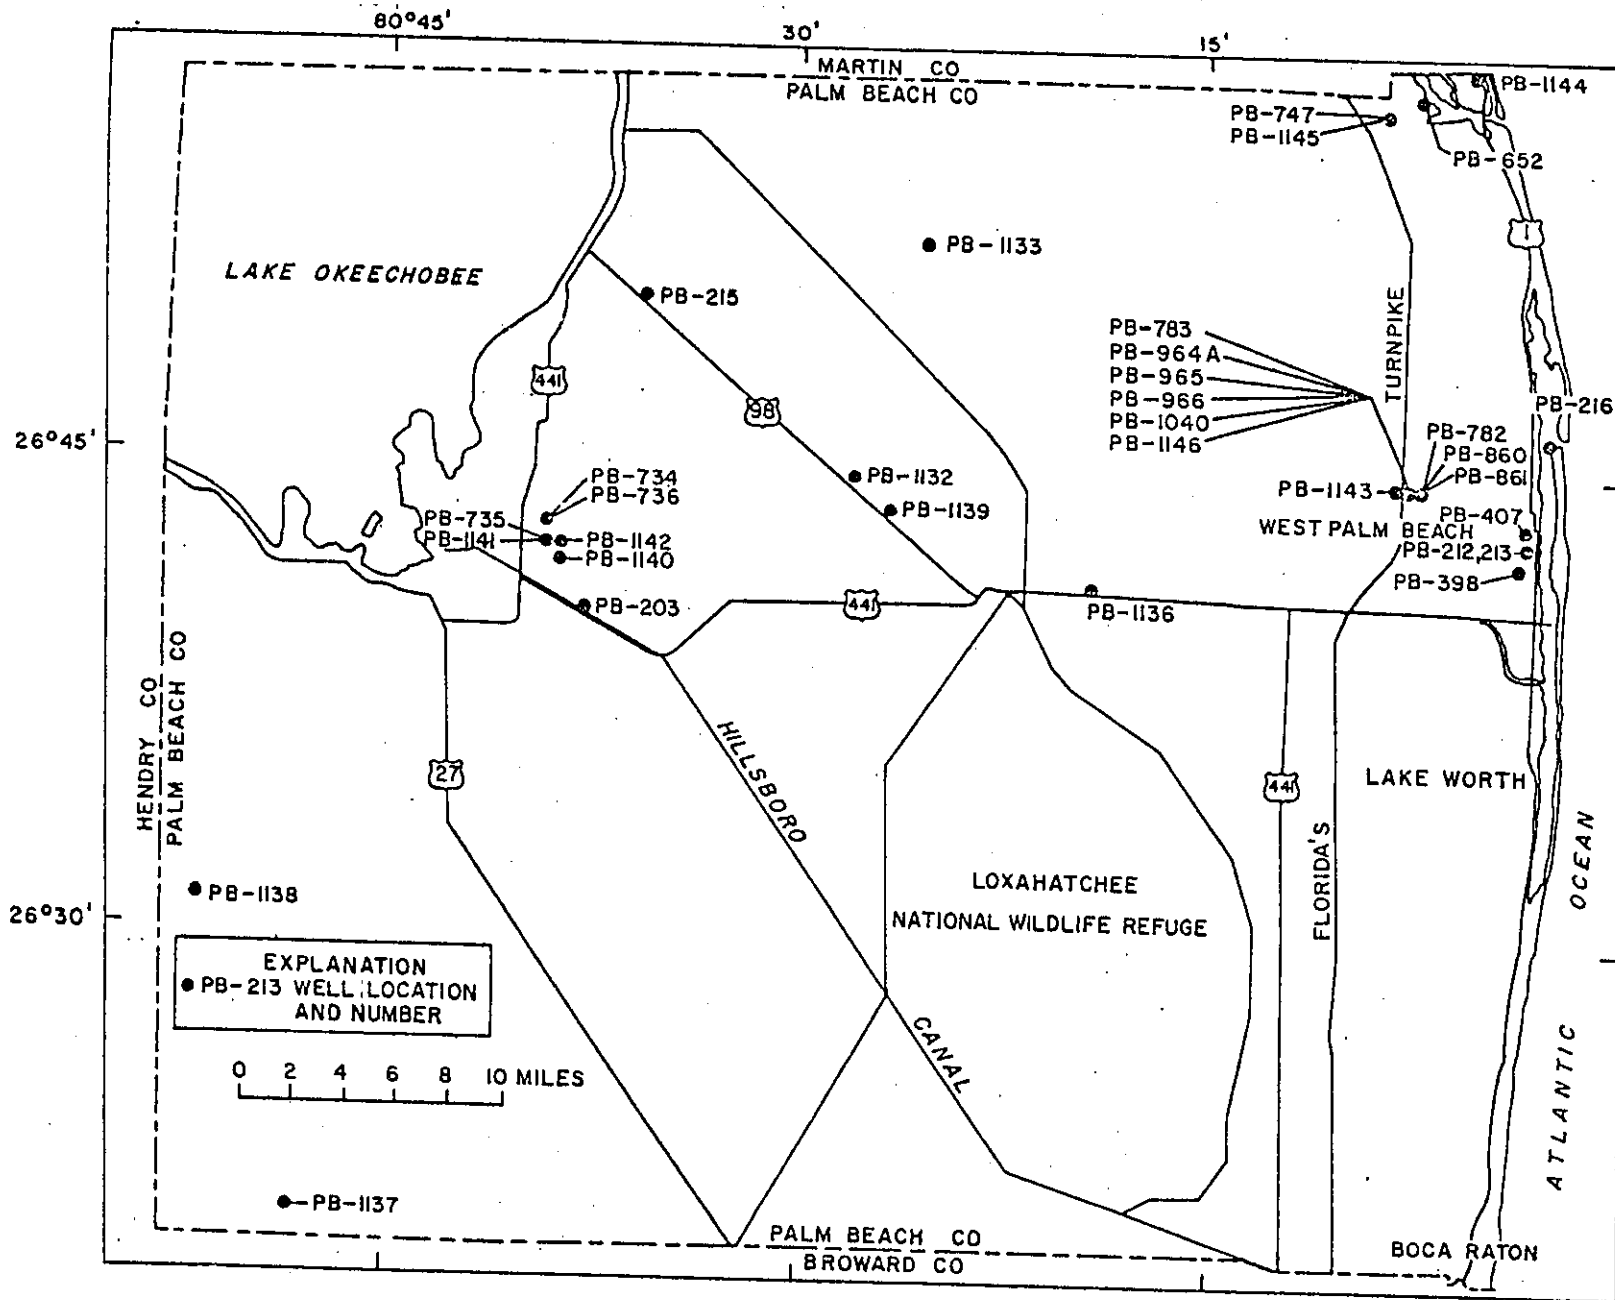 80°45'
30'
15'
MARTIN CO
PALM BEACH CO
PB-1144
PB-747
PB-1145
PB-652
1
PB-1133
LAKE OKEECHOBEE
PB-215
TURNPIKE
PB-783
PB-964A
PB-965
PB-966
PB-1040
PB-1146
441
98
PB-216
26°45'
PB-782
PB-860
PB-861
PB-734
PB-736
PB-1132
PB-1143
PB-1139
PB-407
WEST PALM BEACH
PB-735
PB-1141
PB-1142
PB-1140
PB-212,213
PB-398
PB-203
441
PB-1136
HENDRY CO
PALM BEACH CO
HILLSBORO
27
441
LAKE WORTH
FLORIDA'S
ATLANTIC OCEAN
LOXAHATCHEE
NATIONAL WILDLIFE REFUGE
PB-1138
26°30'
EXPLANATION
PB-213 WELL LOCATION
AND NUMBER
CANAL
0 2 4 6 8 10 MILES
PB-1137
PALM BEACH CO
BROWARD CO
BOCA RATON